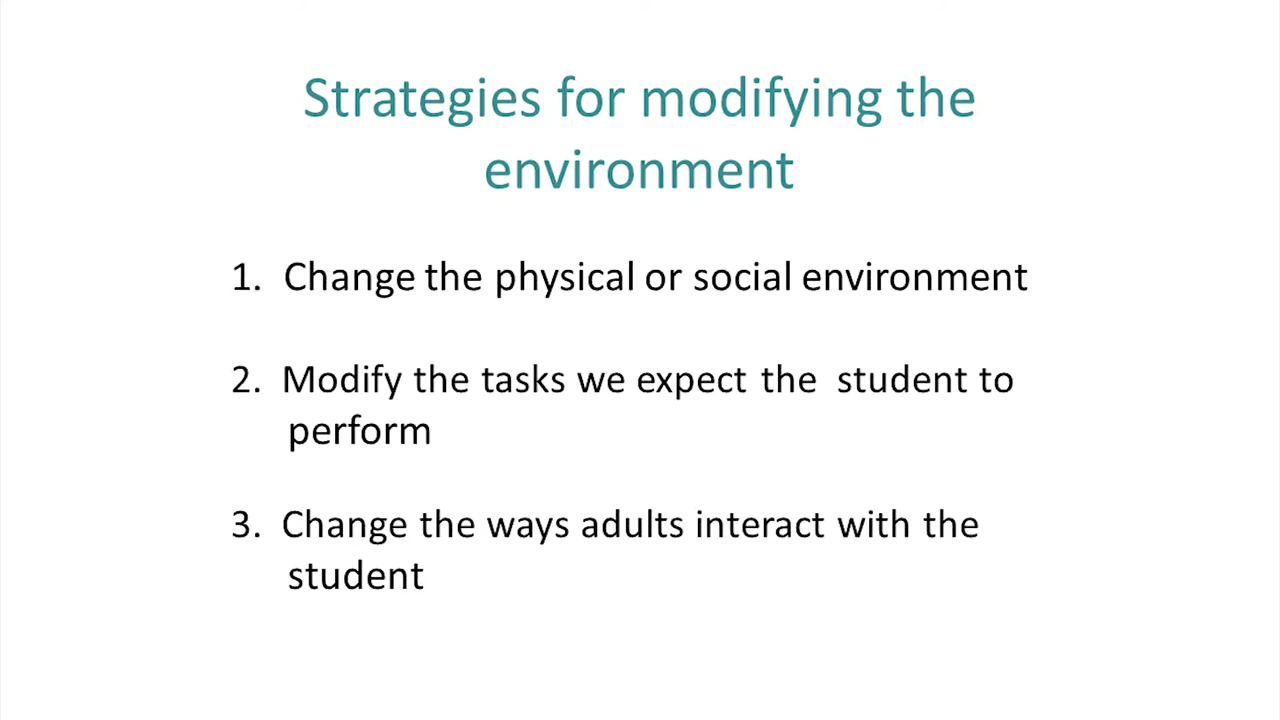 Strategies for modifying the
environment
1. Change the physical or social environment
2. Modify the tasks we expect the student to
perform
3. Change the ways adults interact with the
student